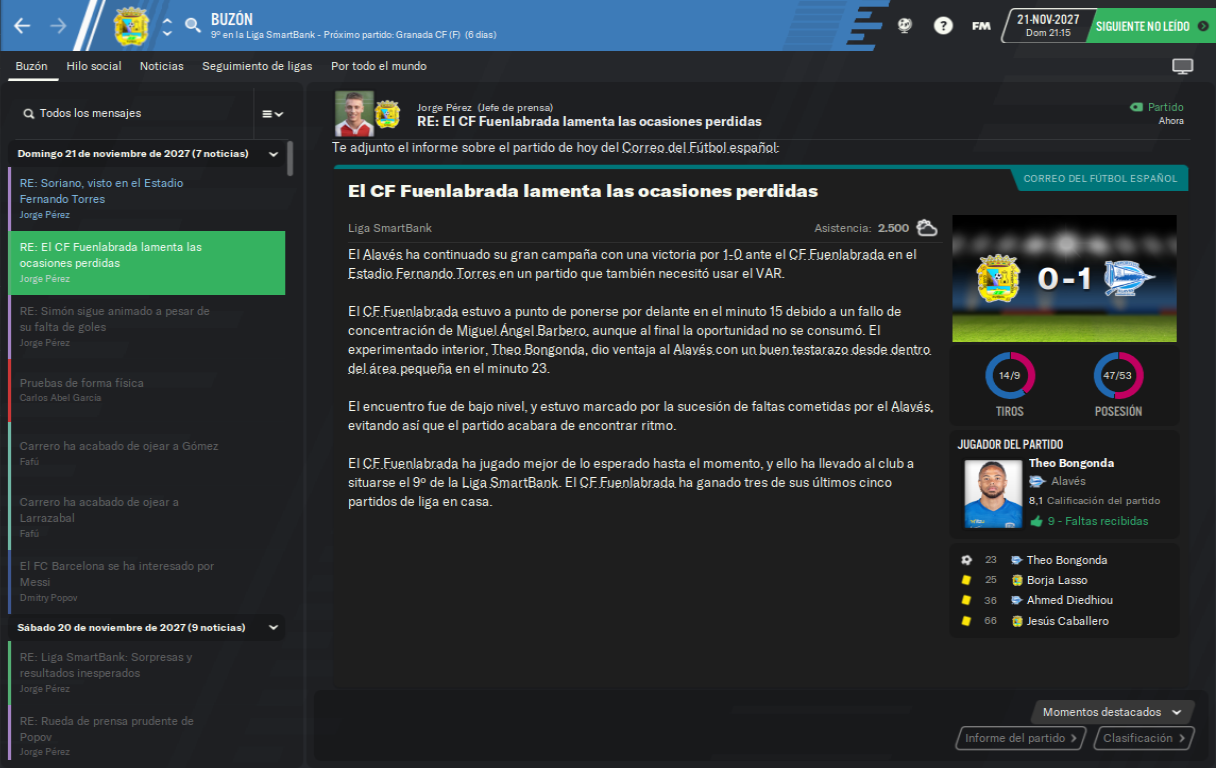 BUZÓN
9º en la Liga SmartBank - Próximo partido: Granada CF (F) (6 días)
?
FM
21-NOV-2027
Dom 21:15
SIGUIENTE NO LEÍDO
Buzón
Hilo social
Noticias
Seguimiento de ligas
Por todo el mundo
Todos los mensajes
Domingo 21 de noviembre de 2027 (7 noticias)
RE: Soriano, visto en el Estadio
Fernando Torres
Jorge Pérez
RE: El CF Fuenlabrada lamenta las
ocasiones perdidas
Jorge Pérez
RE: Simón sigue animado a pesar de
su falta de goles
Jorge Pérez
Pruebas de forma física
Carlos Abel García
Carrero ha acabado de ojear a Gómez
Fafú
Carrero ha acabado de ojear a
Larrazabal
Fafú
El FC Barcelona se ha interesado por
Messi
Dmitry Popov
Sábado 20 de noviembre de 2027 (9 noticias)
RE: Liga SmartBank: Sorpresas y
resultados inesperados
Jorge Pérez
RE: Rueda de prensa prudente de
Popov
Jorge Pérez
Jorge Pérez (Jefe de prensa)
RE: El CF Fuenlabrada lamenta las ocasiones perdidas
Partido
Ahora
Te adjunto el informe sobre el partido de hoy del Correo del Fútbol español:
CORREO DEL FÚTBOL ESPAÑOL
El CF Fuenlabrada lamenta las ocasiones perdidas
Liga SmartBank
Asistencia: 2.500
El Alavés ha continuado su gran campaña con una victoria por 1-0 ante el CF Fuenlabrada en el
Estadio Fernando Torres en un partido que también necesitó usar el VAR.
El CF Fuenlabrada estuvo a punto de ponerse por delante en el minuto 15 debido a un fallo de
concentración de Miguel Ángel Barbero, aunque al final la oportunidad no se consumó. El
experimentado interior, Theo Bongonda, dio ventaja al Alavés con un buen testarazo desde dentro
del área pequeña en el minuto 23.
El encuentro fue de bajo nivel, y estuvo marcado por la sucesión de faltas cometidas por el Alavés,
evitando así que el partido acabara de encontrar ritmo.
El CF Fuenlabrada ha jugado mejor de lo esperado hasta el momento, y ello ha llevado al club a
situarse el 9º de la Liga SmartBank. El CF Fuenlabrada ha ganado tres de sus últimos cinco
partidos de liga en casa.
0-1
14/9
TIROS
47/53
POSESIÓN
JUGADOR DEL PARTIDO
Theo Bongonda
Alavés
8,1 Calificación del partido
9 - Faltas recibidas
23 Theo Bongonda
25 Borja Lasso
36 Ahmed Diedhiou
66 Jesús Caballero
Momentos destacados
Informe del partido
Clasificación